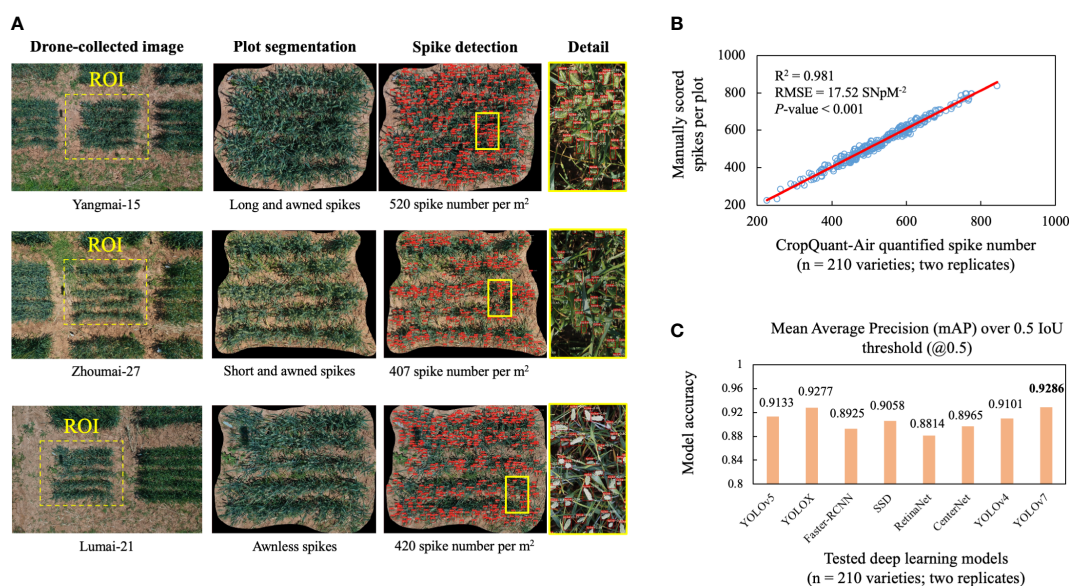 A
Drone-collected image
Plot segmentation
Spike detection
Detail
ROI
Yangmai-15
Long and awned spikes
520 spike number per m²
ROI
Zhoumai-27
Short and awned spikes
407 spike number per m²
ROI
Lumai-21
Awnless spikes
420 spike number per m²
B
Manually scored
spikes per plot
1000
800
600
400
200
R² = 0.981
RMSE = 17.52 SNpM⁻²
P-value < 0.001
200 400 600 800 1000
CropQuant-Air quantified spike number
(n = 210 varieties; two replicates)
C
Mean Average Precision (mAP) over 0.5 IoU
threshold (@0.5)
Model accuracy
1
0.96
0.92
0.88
0.84
0.8
0.9133
0.9277
0.8925
0.9058
0.8814
0.8965
0.9101
0.9286
YOLOv5
YOLOX
Faster-RCNN
SSD
RetinaNet
CenterNet
YOLOv4
YOLOv7
Tested deep learning models
(n = 210 varieties; two replicates)